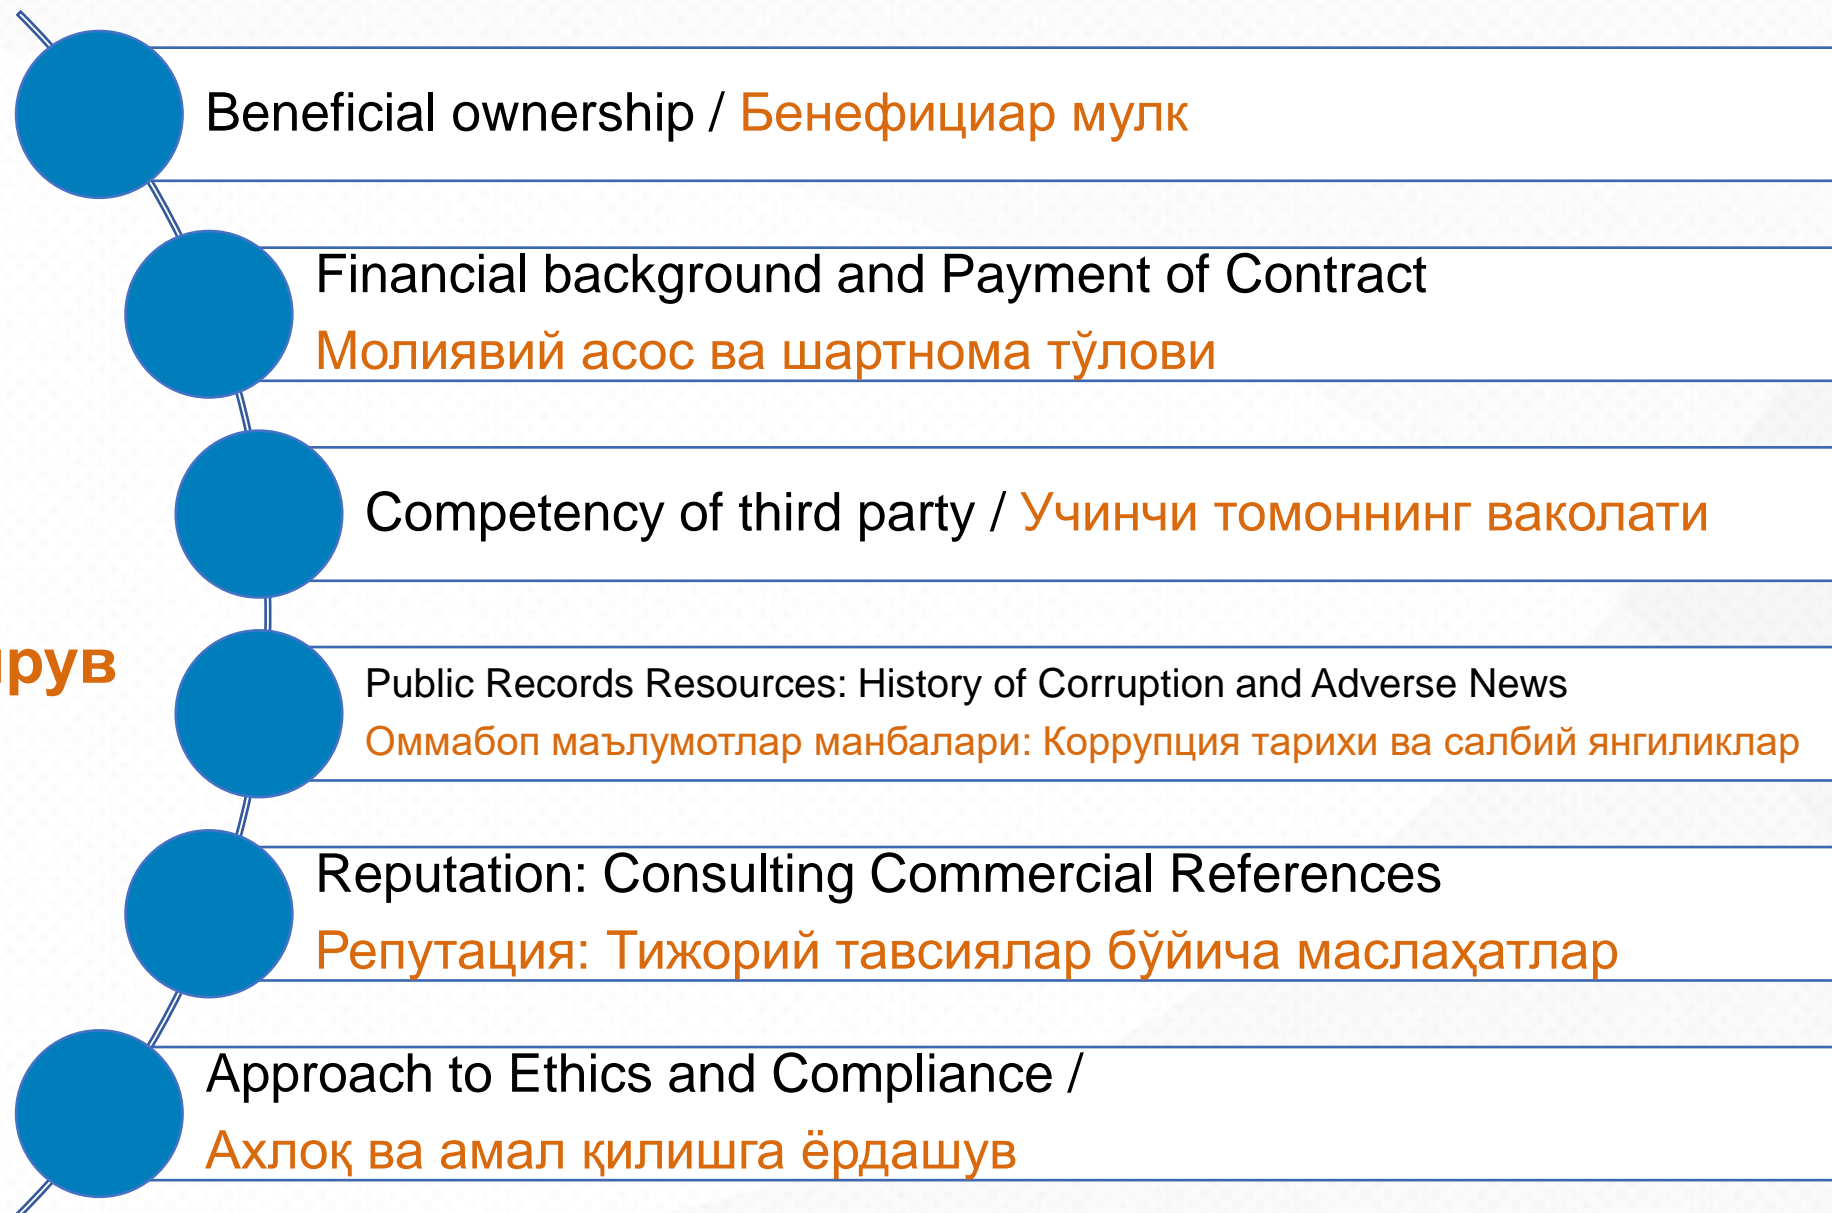 Beneficial ownership / Бенефициар мулк
Financial background and Payment of Contract
Молиявий асос ва шартнома тўлови
Competency of third party / Учинчи томоннинг ваколати
Public Records Resources: History of Corruption and Adverse News
Оммабоп маълумотлар манбалари: Коррупция тарихи ва салбий янгиликлар
Reputation: Consulting Commercial References
Репутация: Тижорий тавсиялар бўйича маслаҳатлар
Approach to Ethics and Compliance /
Ахлоқ ва амал қилишга ёрдашув